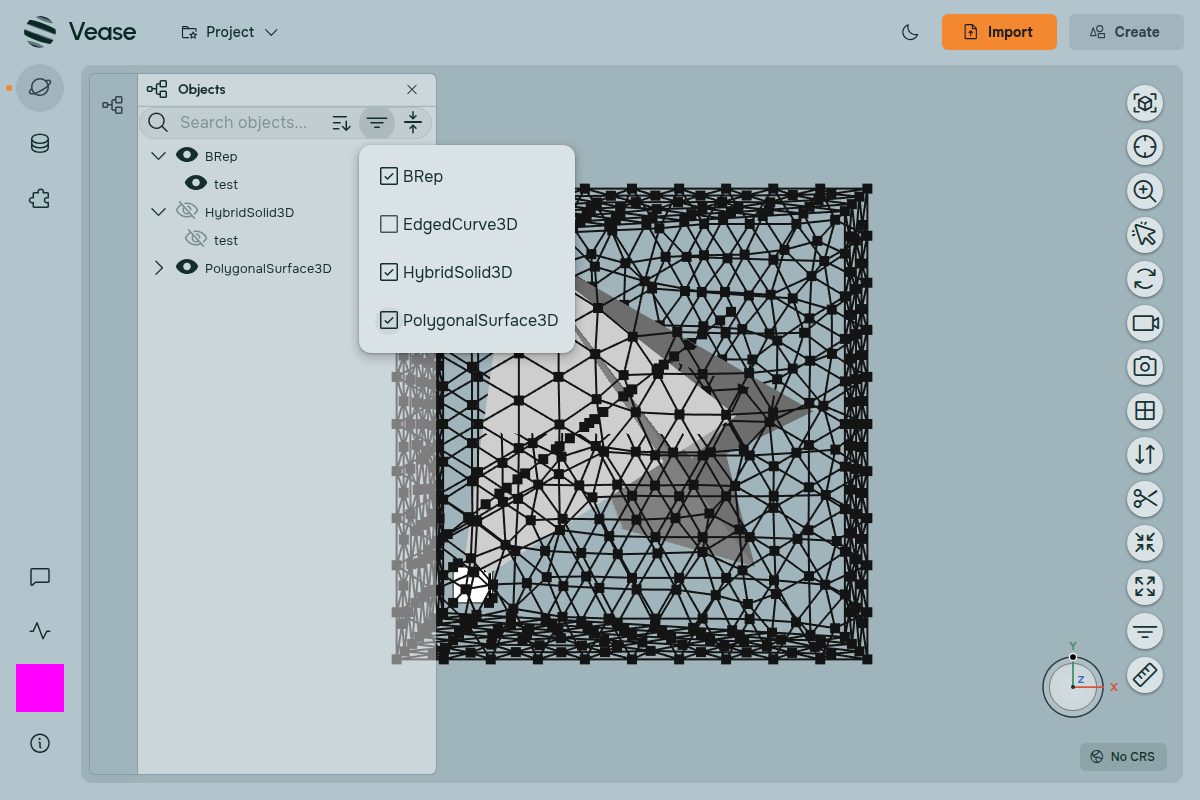 Vease
Project
Import
Create
Objects
Search objects...
BRep
test
HybridSolid3D
test
PolygonalSurface3D
BRep
EdgedCurve3D
HybridSolid3D
PolygonalSurface3D
Y
Z
X
No CRS